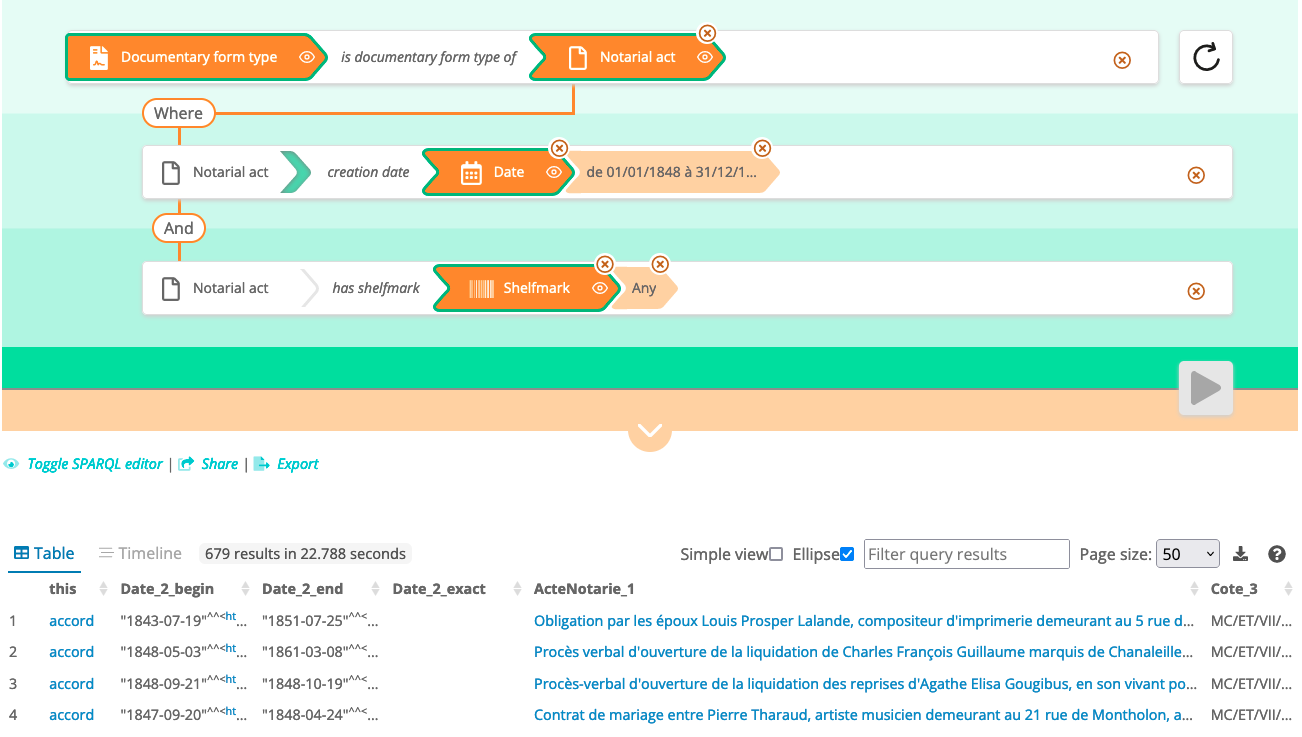 Documentary form type is documentary form type of Notarial act
Where
Notarial act creation date Date de 01/01/1848 à 31/12/1...
And
Notarial act has shelfmark Shelfmark Any
Toggle SPARQL editor | Share | Export
Table Timeline 679 results in 22.788 seconds Simple view Ellipse Filter query results Page size: 50
this Date_2_begin Date_2_end Date_2_exact ActeNotarie_1 Cote_3
1 accord "1843-07-19"^^<ht... "1851-07-25"^^<... Obligation par les époux Louis Prosper Lalande, compositeur d'imprimerie demeurant au 5 rue d... MC/ET/VII/...
2 accord "1848-05-03"^^<ht... "1861-03-08"^^<... Procès verbal d'ouverture de la liquidation de Charles François Guillaume marquis de Chanaleille... MC/ET/VII/...
3 accord "1848-09-21"^^<ht... "1848-10-19"^^<... Procès-verbal d'ouverture de la liquidation des reprises d'Agathe Elisa Gougibus, en son vivant po... MC/ET/VII/...
4 accord "1847-09-20"^^<ht... "1848-04-24"^^<... Contrat de mariage entre Pierre Tharaud, artiste musicien demeurant au 21 rue de Montholon, a... MC/ET/VII/...